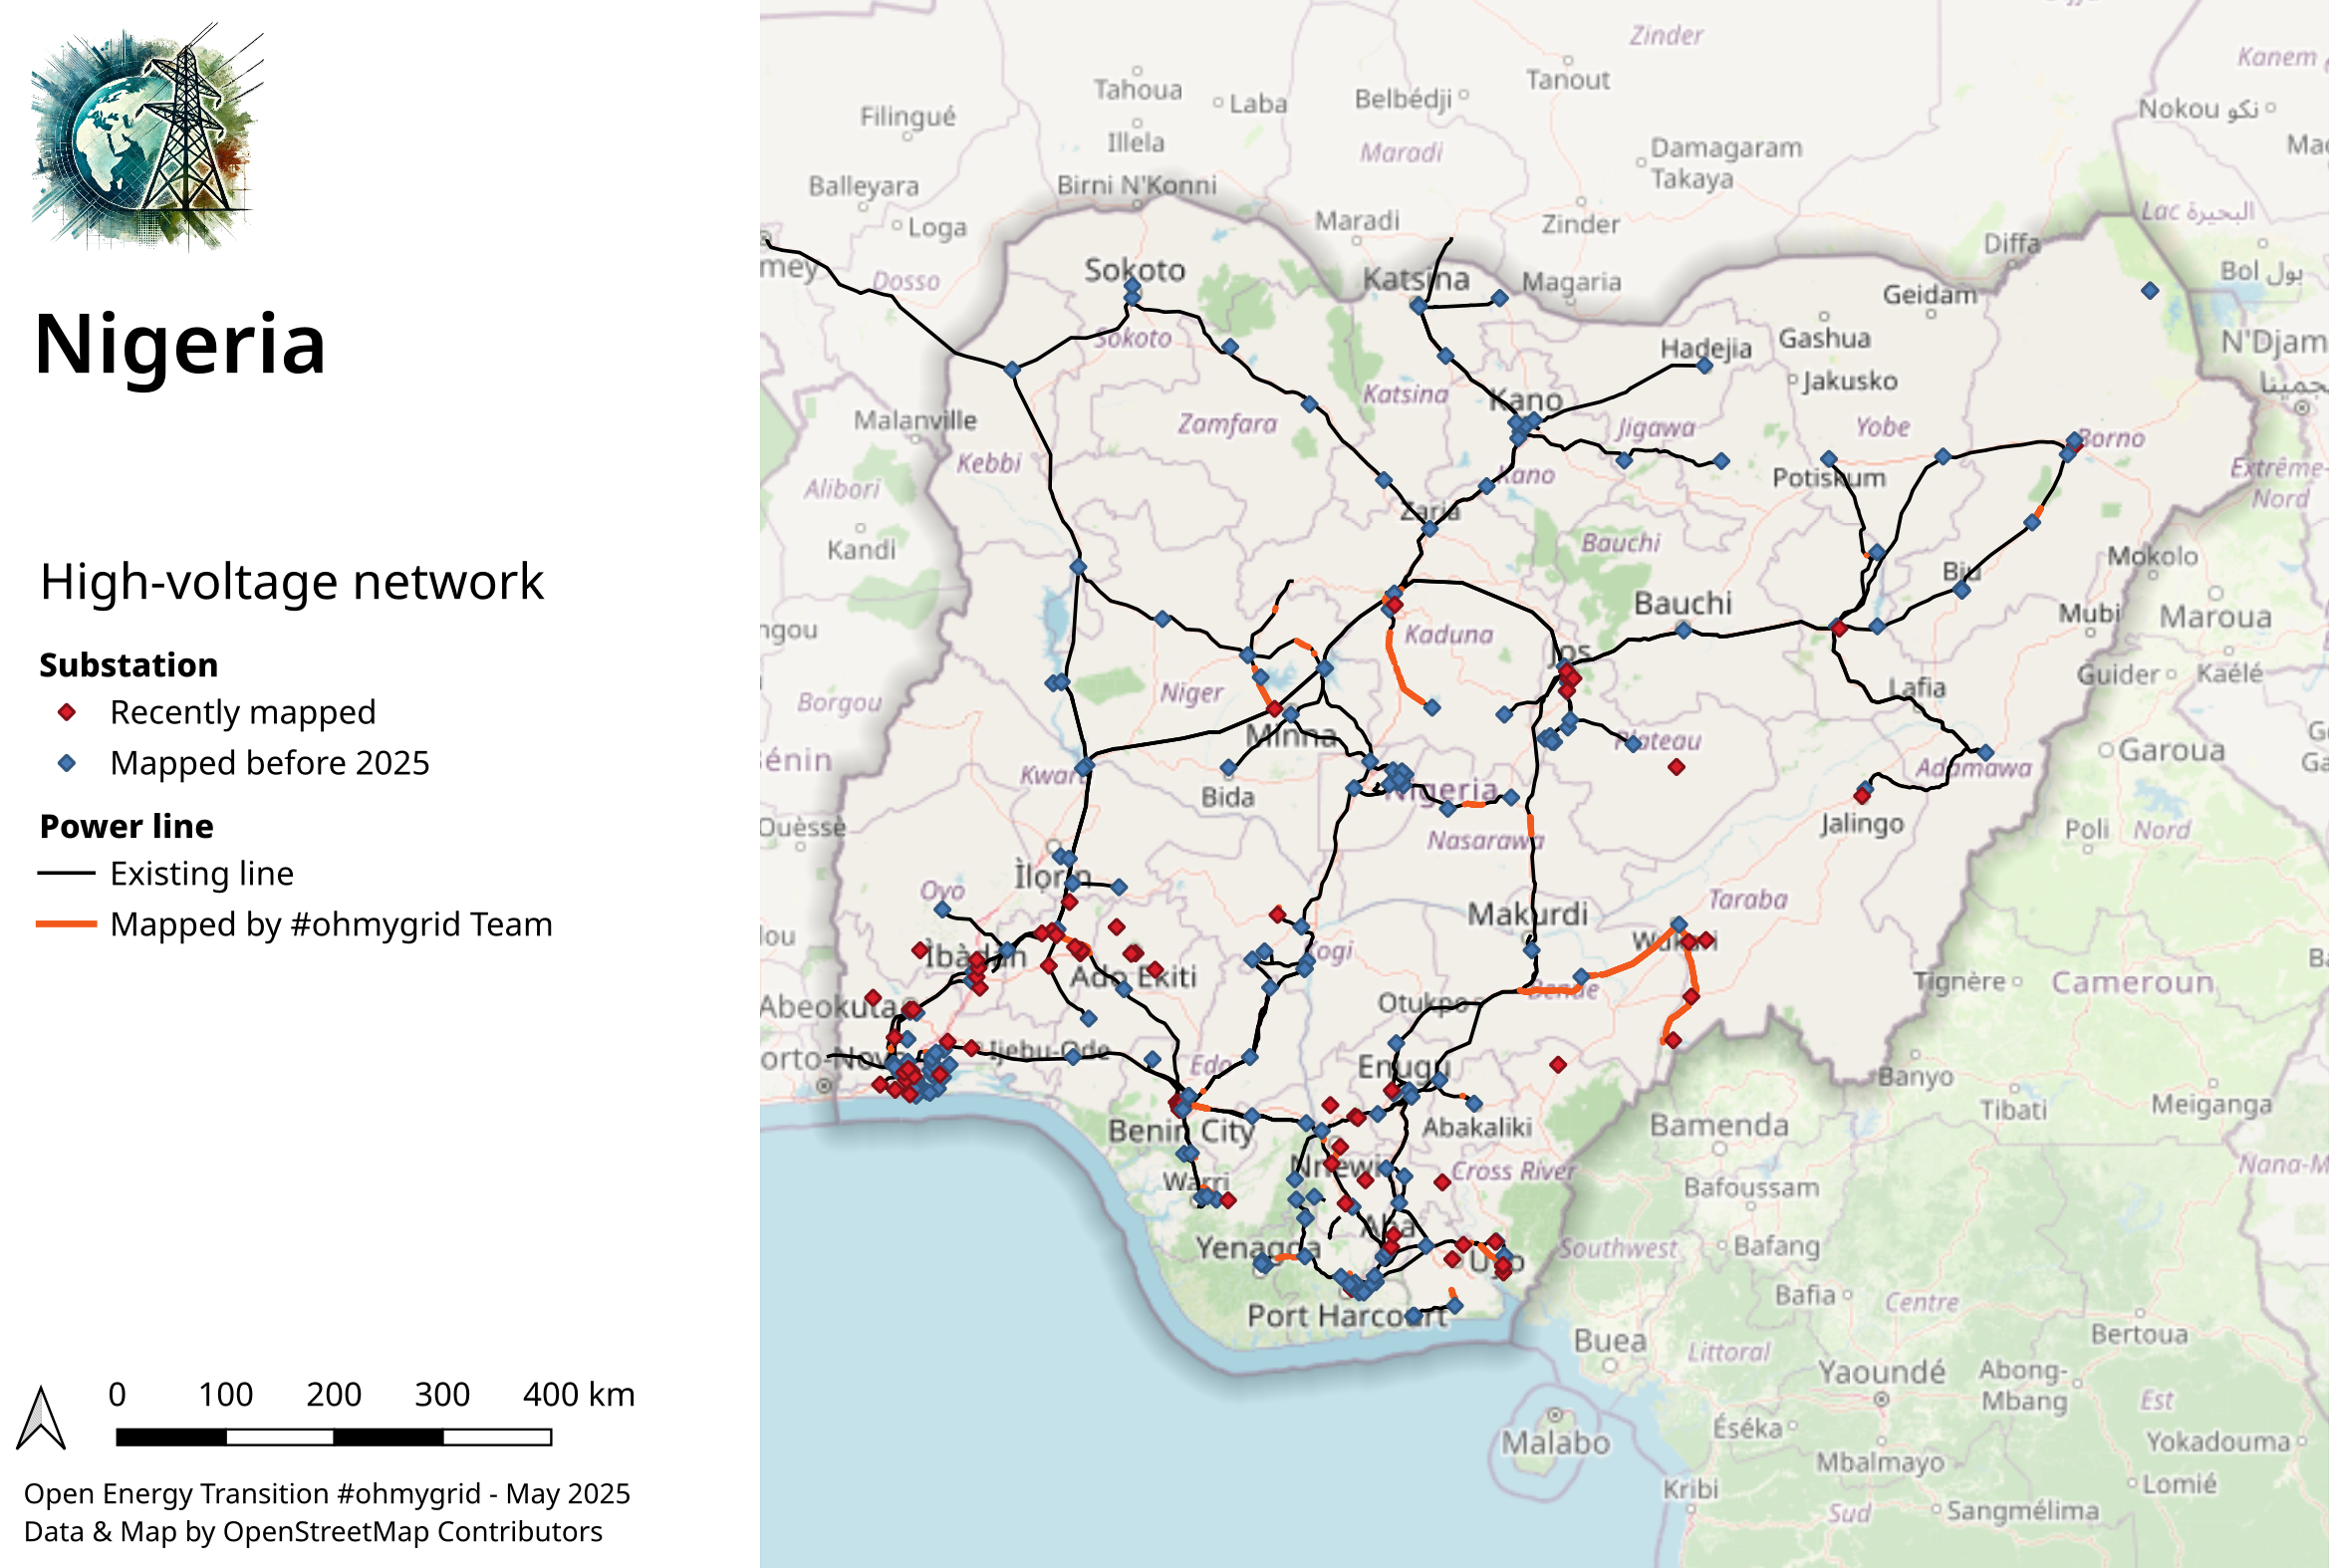 Nigeria
High-voltage network
Substation
Recently mapped
Mapped before 2025
Power line
Existing line
Mapped by #ohmygrid Team
0 100 200 300 400 km
Open Energy Transition #ohmygrid - May 2025
Data & Map by OpenStreetMap Contributors
Zinder
Tahoua
Laba
Belbédji
Tanout
Filingué
Illela
Maradi
Damagaram
Takaya
Nokou نكو
Balleyara
Birni N'Konni
Loga
Maradi
Zinder
Lac البحيرة
Diffa
Dosso
Sokoto
Katsina
Magaria
Geidam
Bol بول
Sokoto
Hadejia
Gashua
Jakusko
Malanville
Zamfara
Katsina
Kano
Jigawa
Yobe
Borno
Kebbi
Alibori
Kano
Potiskum
Extrême-
Nord
Zaria
Kandi
Bauchi
Mokolo
Biu
Bauchi
Mubi
Maroua
Kaduna
Jos
Guider
Kaélé
Borgou
Niger
Lafia
Minna
Plateau
Garoua
Kwara
Bida
Nigeria
Adamawa
Ouèssè
Nasarawa
Jalingo
Poli
Nord
Ìlọrin
Oyo
Makurdi
Taraba
Ìbàdàn
Kogi
Wukari
Ado Ekiti
Abeokuta
Otukpo
Benue
Tignère
Cameroun
Ijebu-Ode
Edo
Enugu
Banyo
Benin City
Abakaliki
Bamenda
Tibati
Meiganga
Nnewi
Cross River
Warri
Bafoussam
Aba
Yenagoa
Uyo
Southwest
Bafang
Port Harcourt
Bafia
Centre
Buea
Littoral
Bertoua
Yaoundé
Abong-
Mbang
Est
Malabo
Éséka
Mbalmayo
Yokadouma
Kribi
Sud
Sangmélima
Lomié